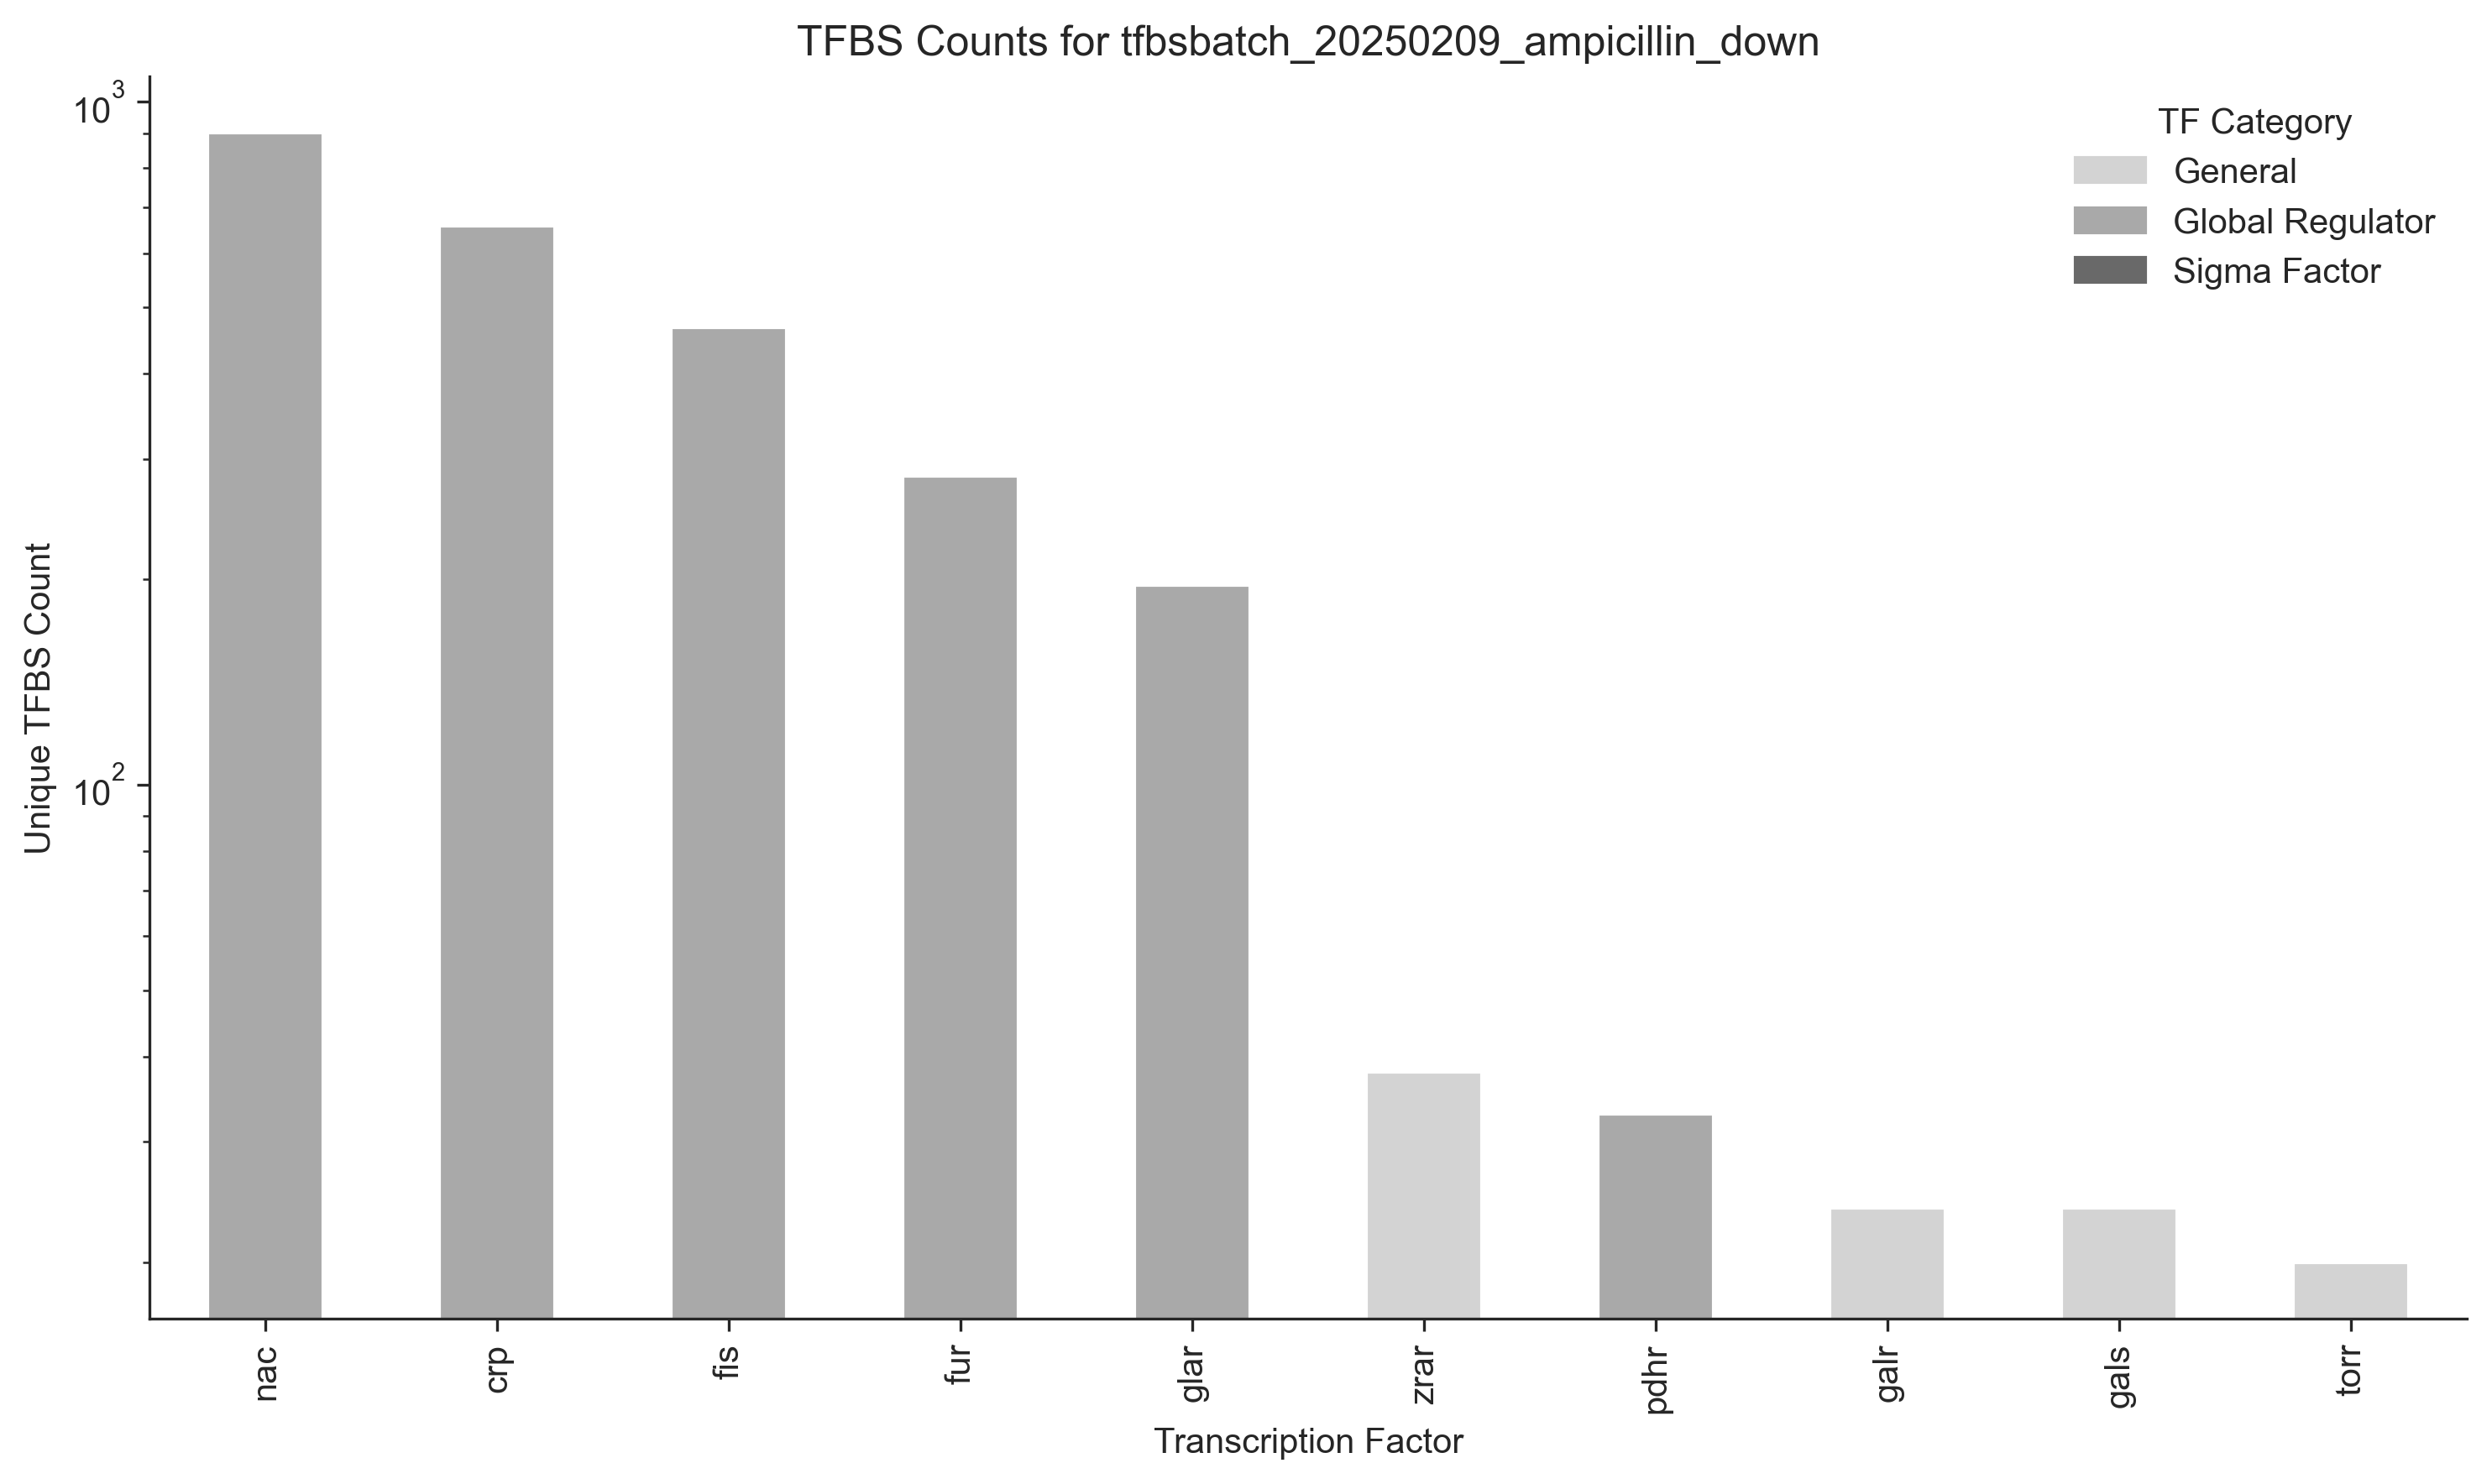 TFBS Counts for tfbsbatch_20250209_ampicillin_down
TF Category
General
Global Regulator
Sigma Factor
Unique TFBS Count
10³
10²
nac
crp
fis
fur
glar
zrar
pdhr
galr
gals
torr
Transcription Factor